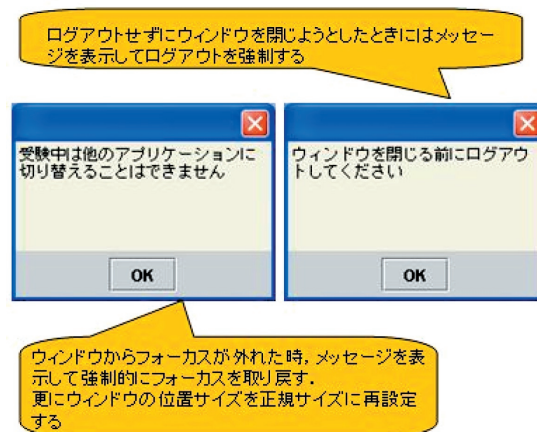 ログアウトせずにウィンドウを閉じようとしたときにはメッセー
ジを表示してログアウトを強制する
受験中は他のアプリケーションに
切り替えることはできません
OK
ウィンドウを閉じる前にログアウ
トしてください
OK
ウィンドウからフォーカスが外れた時，メッセージを表
示して強制的にフォーカスを取り戻す．
更にウィンドウの位置サイズを正規サイズに再設定
する